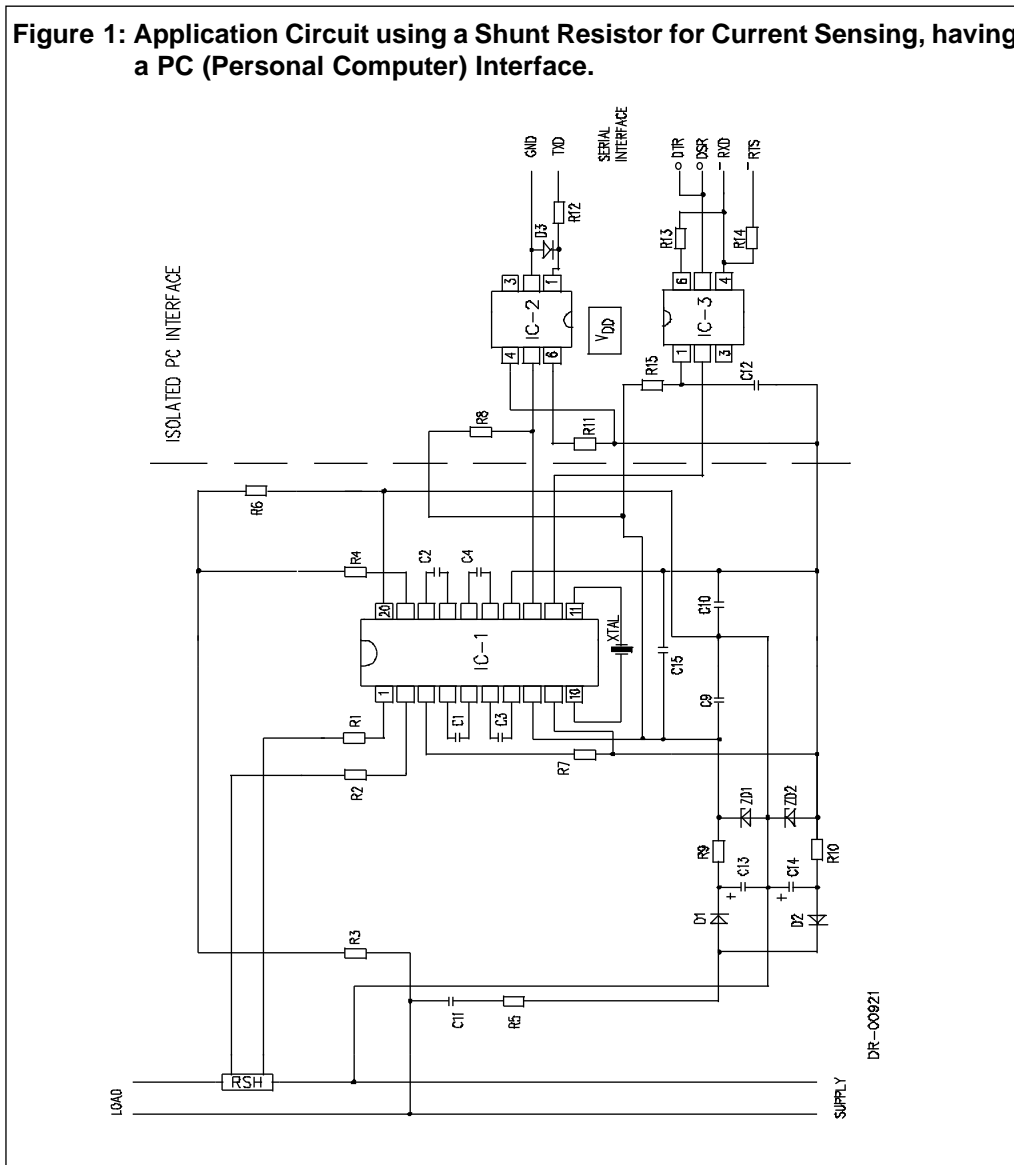 Figure 1: Application Circuit using a Shunt Resistor for Current Sensing, having
a PC (Personal Computer) Interface.
ISOLATED PC INTERFACE
GND
TXD
SERIAL
INTERFACE
DTR
DSR
RXD
RTS
R12
D3
R13
R14
3
1
IC-2
4
6
VDD
6
4
IC-3
1
3
R15
C12
R8
R11
R6
R4
C2
C4
20
11
IC-1
1
10
XTAL
C1
C3
R1
R2
R7
C15
C10
C9
ZD1
ZD2
R9
R10
C13
C14
+
+
D1
D2
R3
C11
R5
RSH
LOAD
SUPPLY
DR-00921